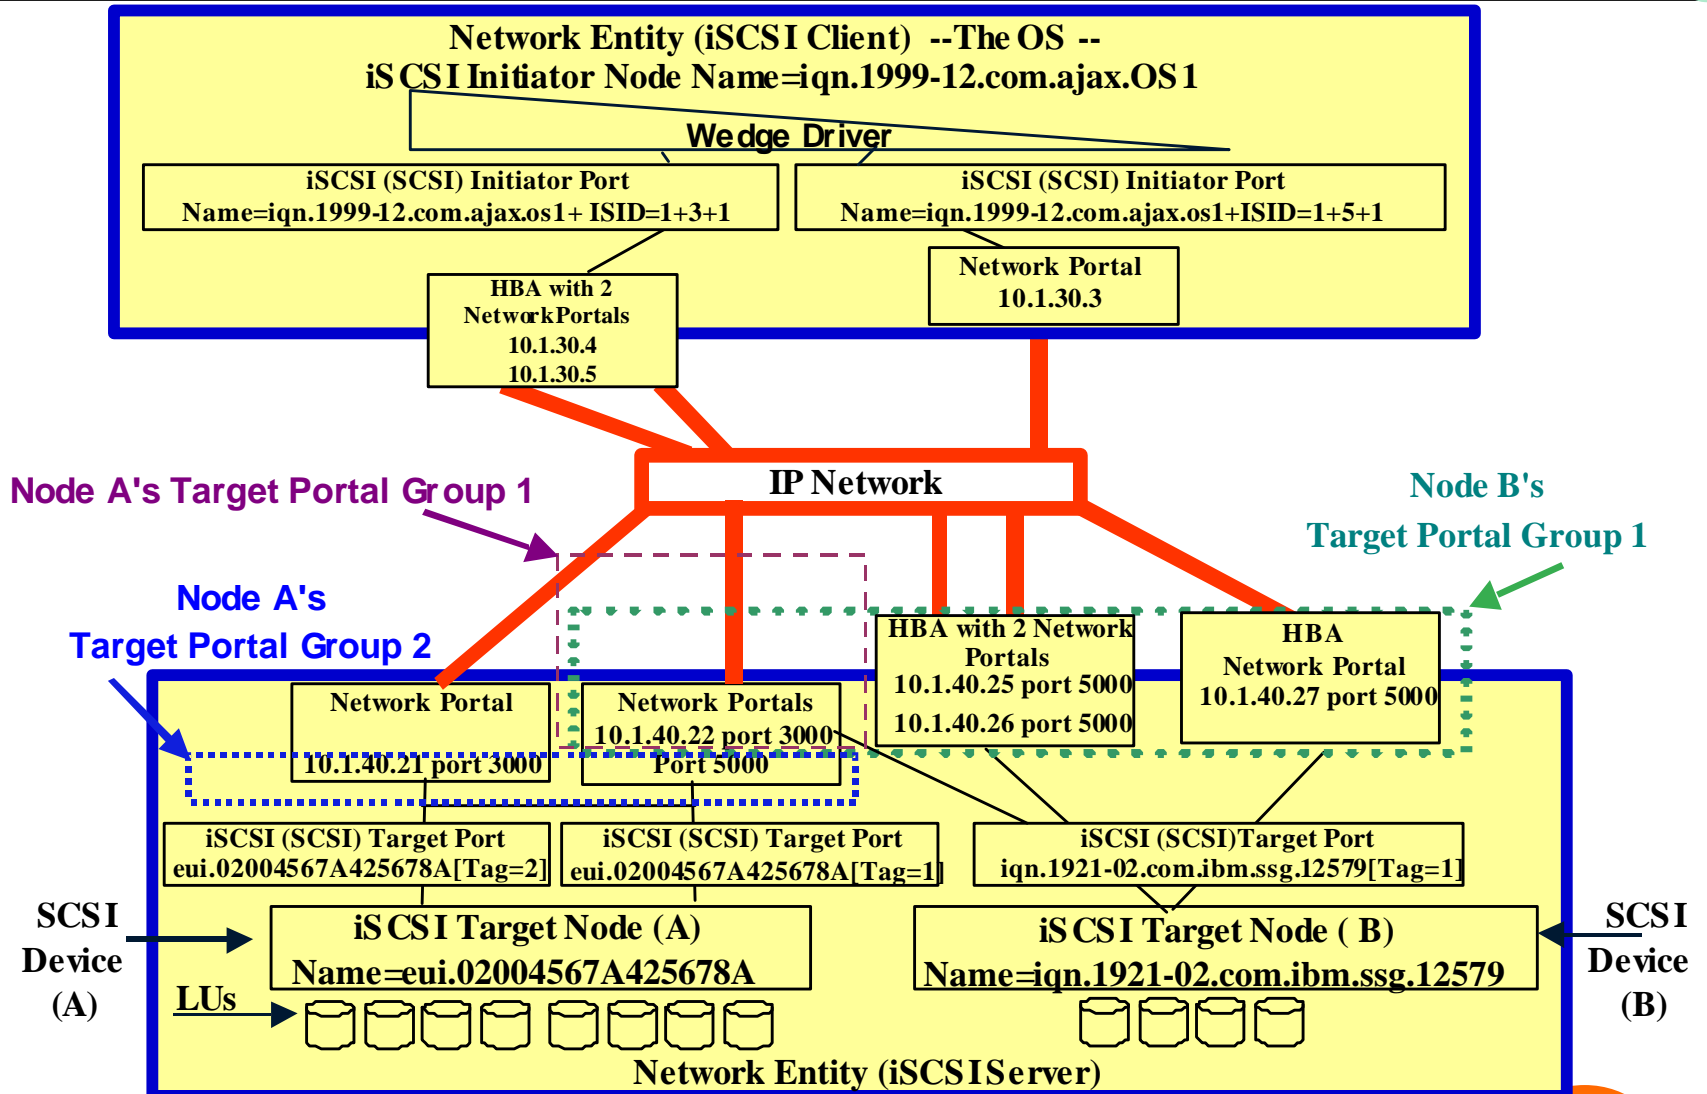 Network Entity (iSCSI Client) --The OS --
iSCSI Initiator Node Name=iqn.1999-12.com.ajax.OS1
Wedge Driver
iSCSI (SCSI) Initiator Port
Name=iqn.1999-12.com.ajax.os1+ ISID=1+3+1
iSCSI (SCSI) Initiator Port
Name=iqn.1999-12.com.ajax.os1+ISID=1+5+1
HBA with 2
Network Portals
10.1.30.4
10.1.30.5
Network Portal
10.1.30.3
IP Network
Node A's Target Portal Group 1
Node B's
Target Portal Group 1
Node A's
Target Portal Group 2
Network Portal
10.1.40.21 port 3000
Network Portals
10.1.40.22 port 3000
Port 5000
HBA with 2 Network
Portals
10.1.40.25 port 5000
10.1.40.26 port 5000
HBA
Network Portal
10.1.40.27 port 5000
iSCSI (SCSI) Target Port
eui.02004567A425678A[Tag=2]
iSCSI (SCSI) Target Port
eui.02004567A425678A[Tag=1]
iSCSI (SCSI)Target Port
iqn.1921-02.com.ibm.ssg.12579[Tag=1]
SCSI
Device
(A)
iSCSI Target Node (A)
Name=eui.02004567A425678A
iSCSI Target Node ( B)
Name=iqn.1921-02.com.ibm.ssg.12579
SCSI
Device
(B)
LUs
Network Entity (iSCSI Server)